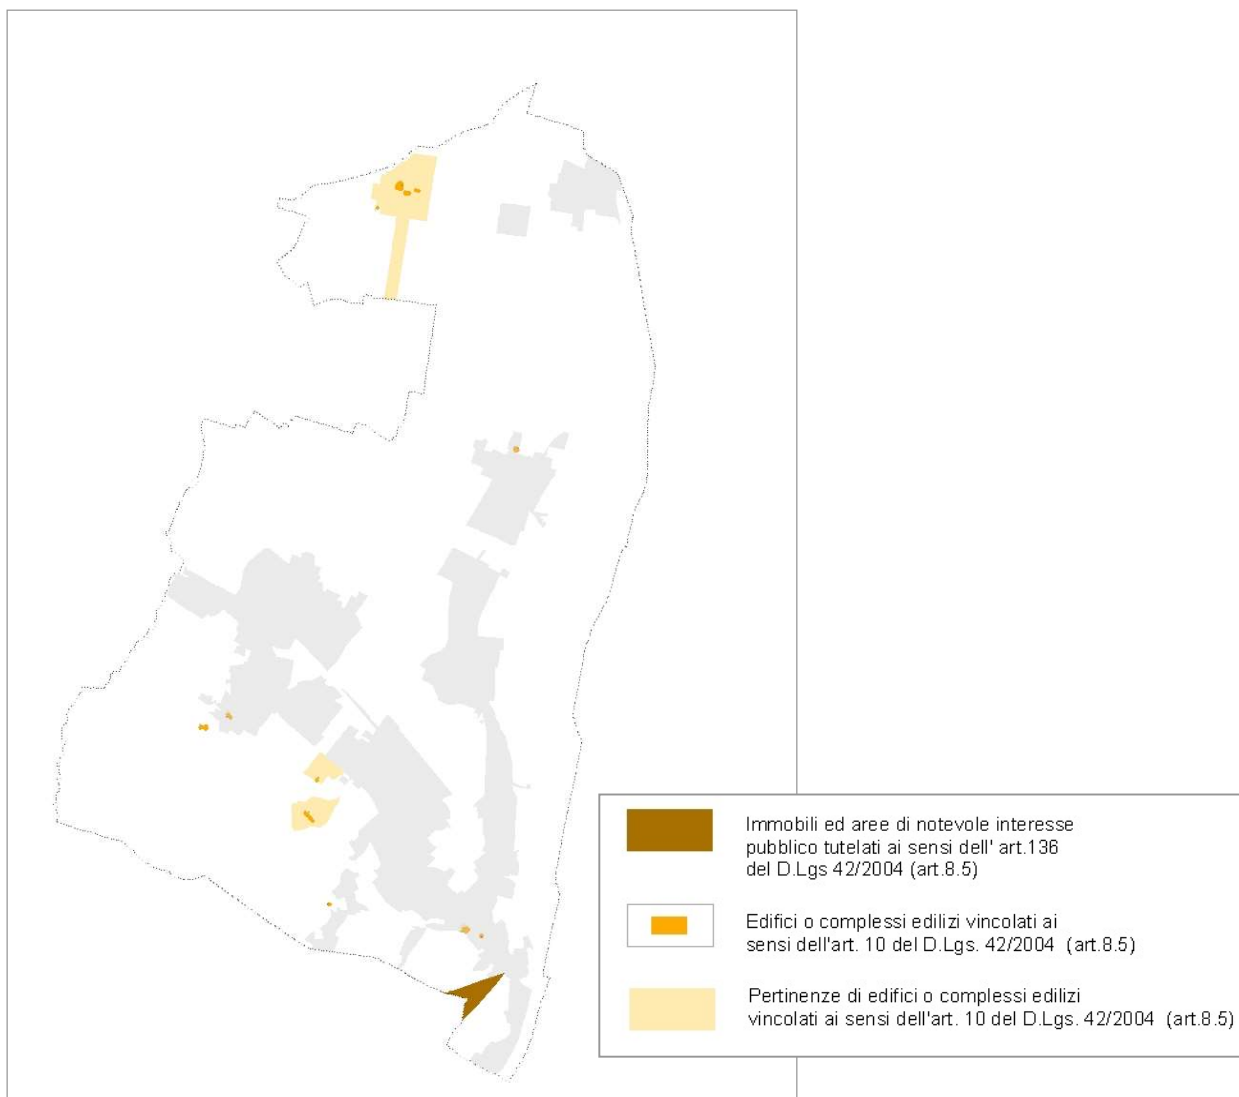 Immobili ed aree di notevole interesse
pubblico tutelati ai sensi dell' art.136
del D.Lgs 42/2004 (art.8.5)
Edifici o complessi edilizi vincolati ai
sensi dell'art. 10 del D.Lgs. 42/2004 (art.8.5)
Pertinenze di edifici o complessi edilizi
vincolati ai sensi dell'art. 10 del D.Lgs. 42/2004 (art.8.5)